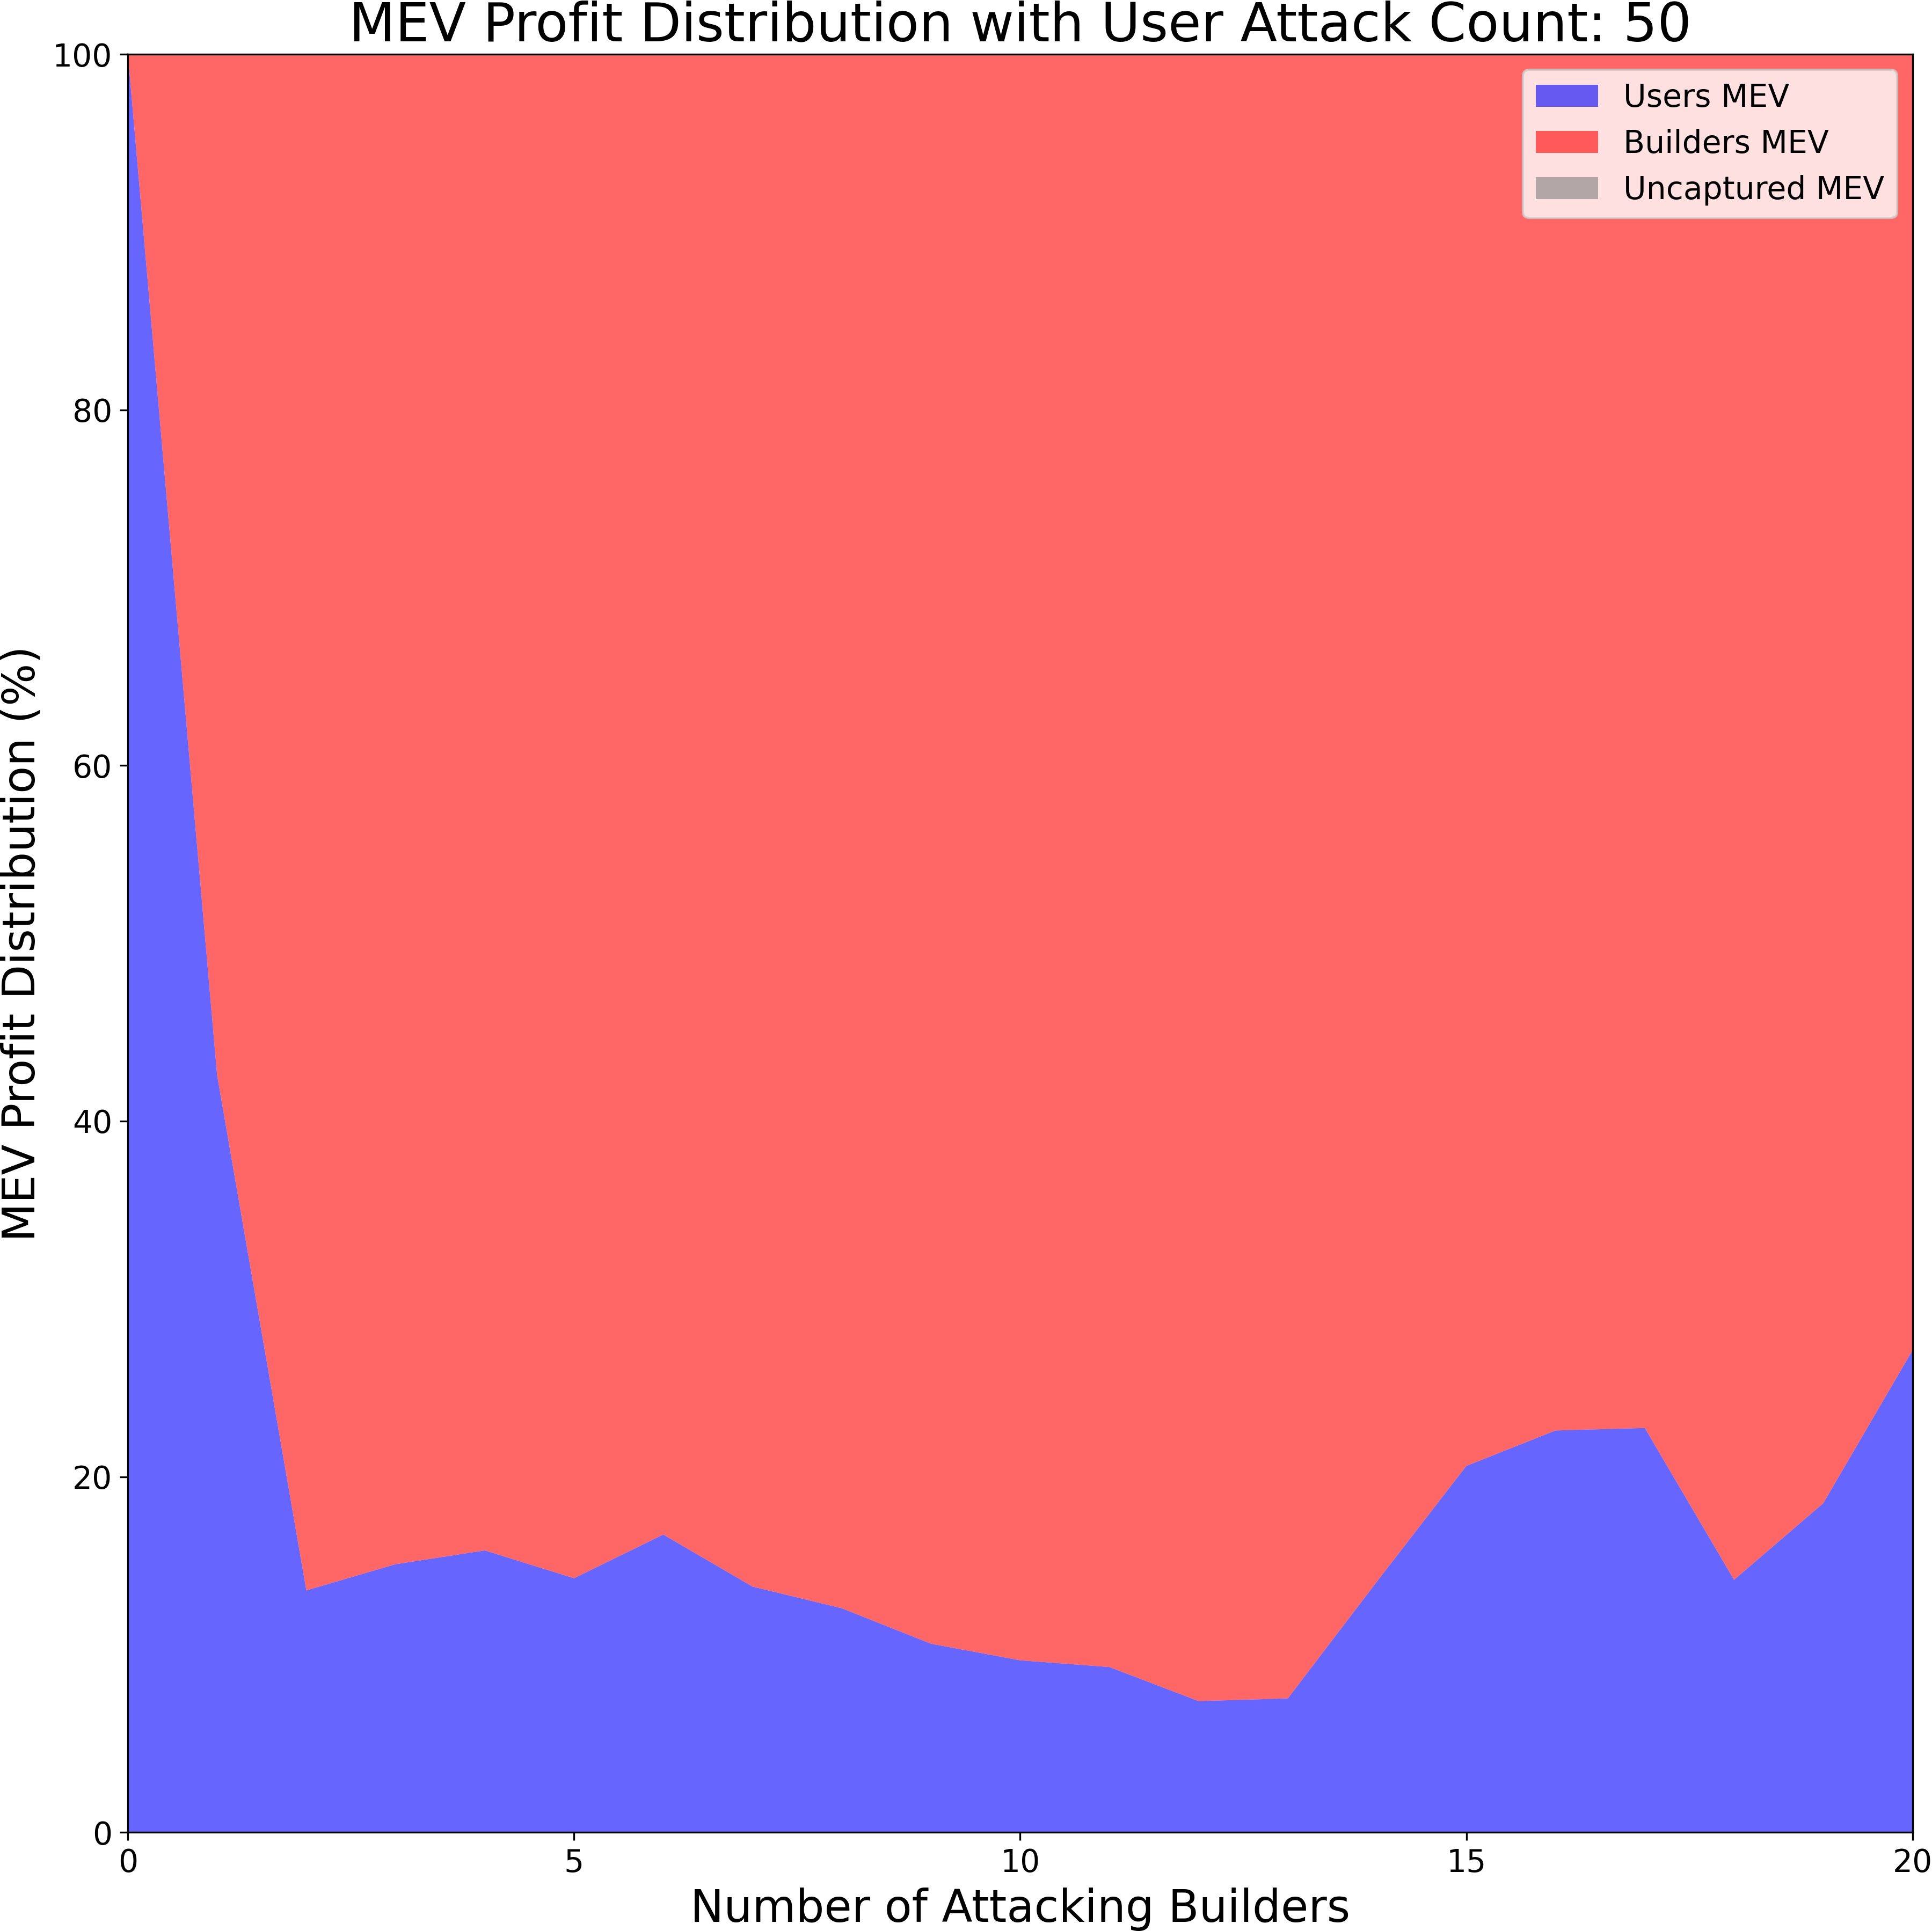 MEV Profit Distribution with User Attack Count: 50
100
80
60
40
20
0
MEV Profit Distribution (%)
Users MEV
Builders MEV
Uncaptured MEV
0 5 10 15 20
Number of Attacking Builders